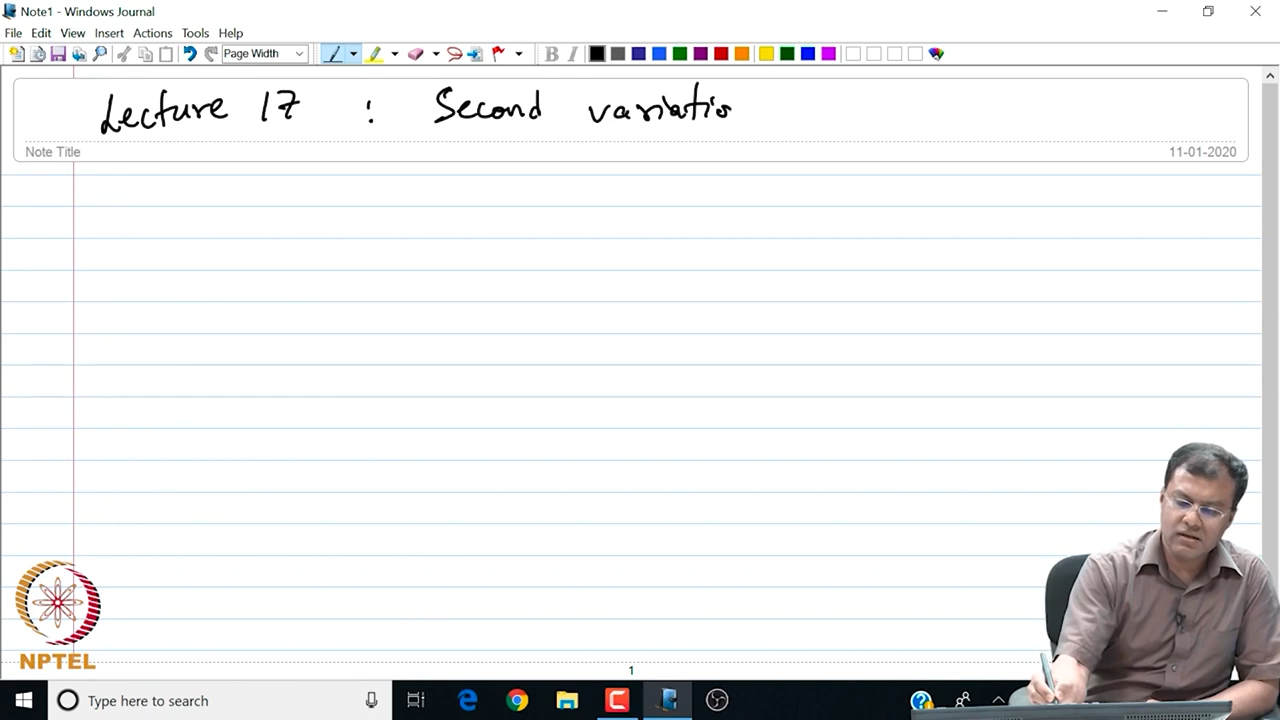 Note1 - Windows Journal
File Edit View Insert Actions Tools Help
Page Width B I
Lecture 17 : Second variatio
Note Title 11-01-2020
NPTEL
1
Type here to search